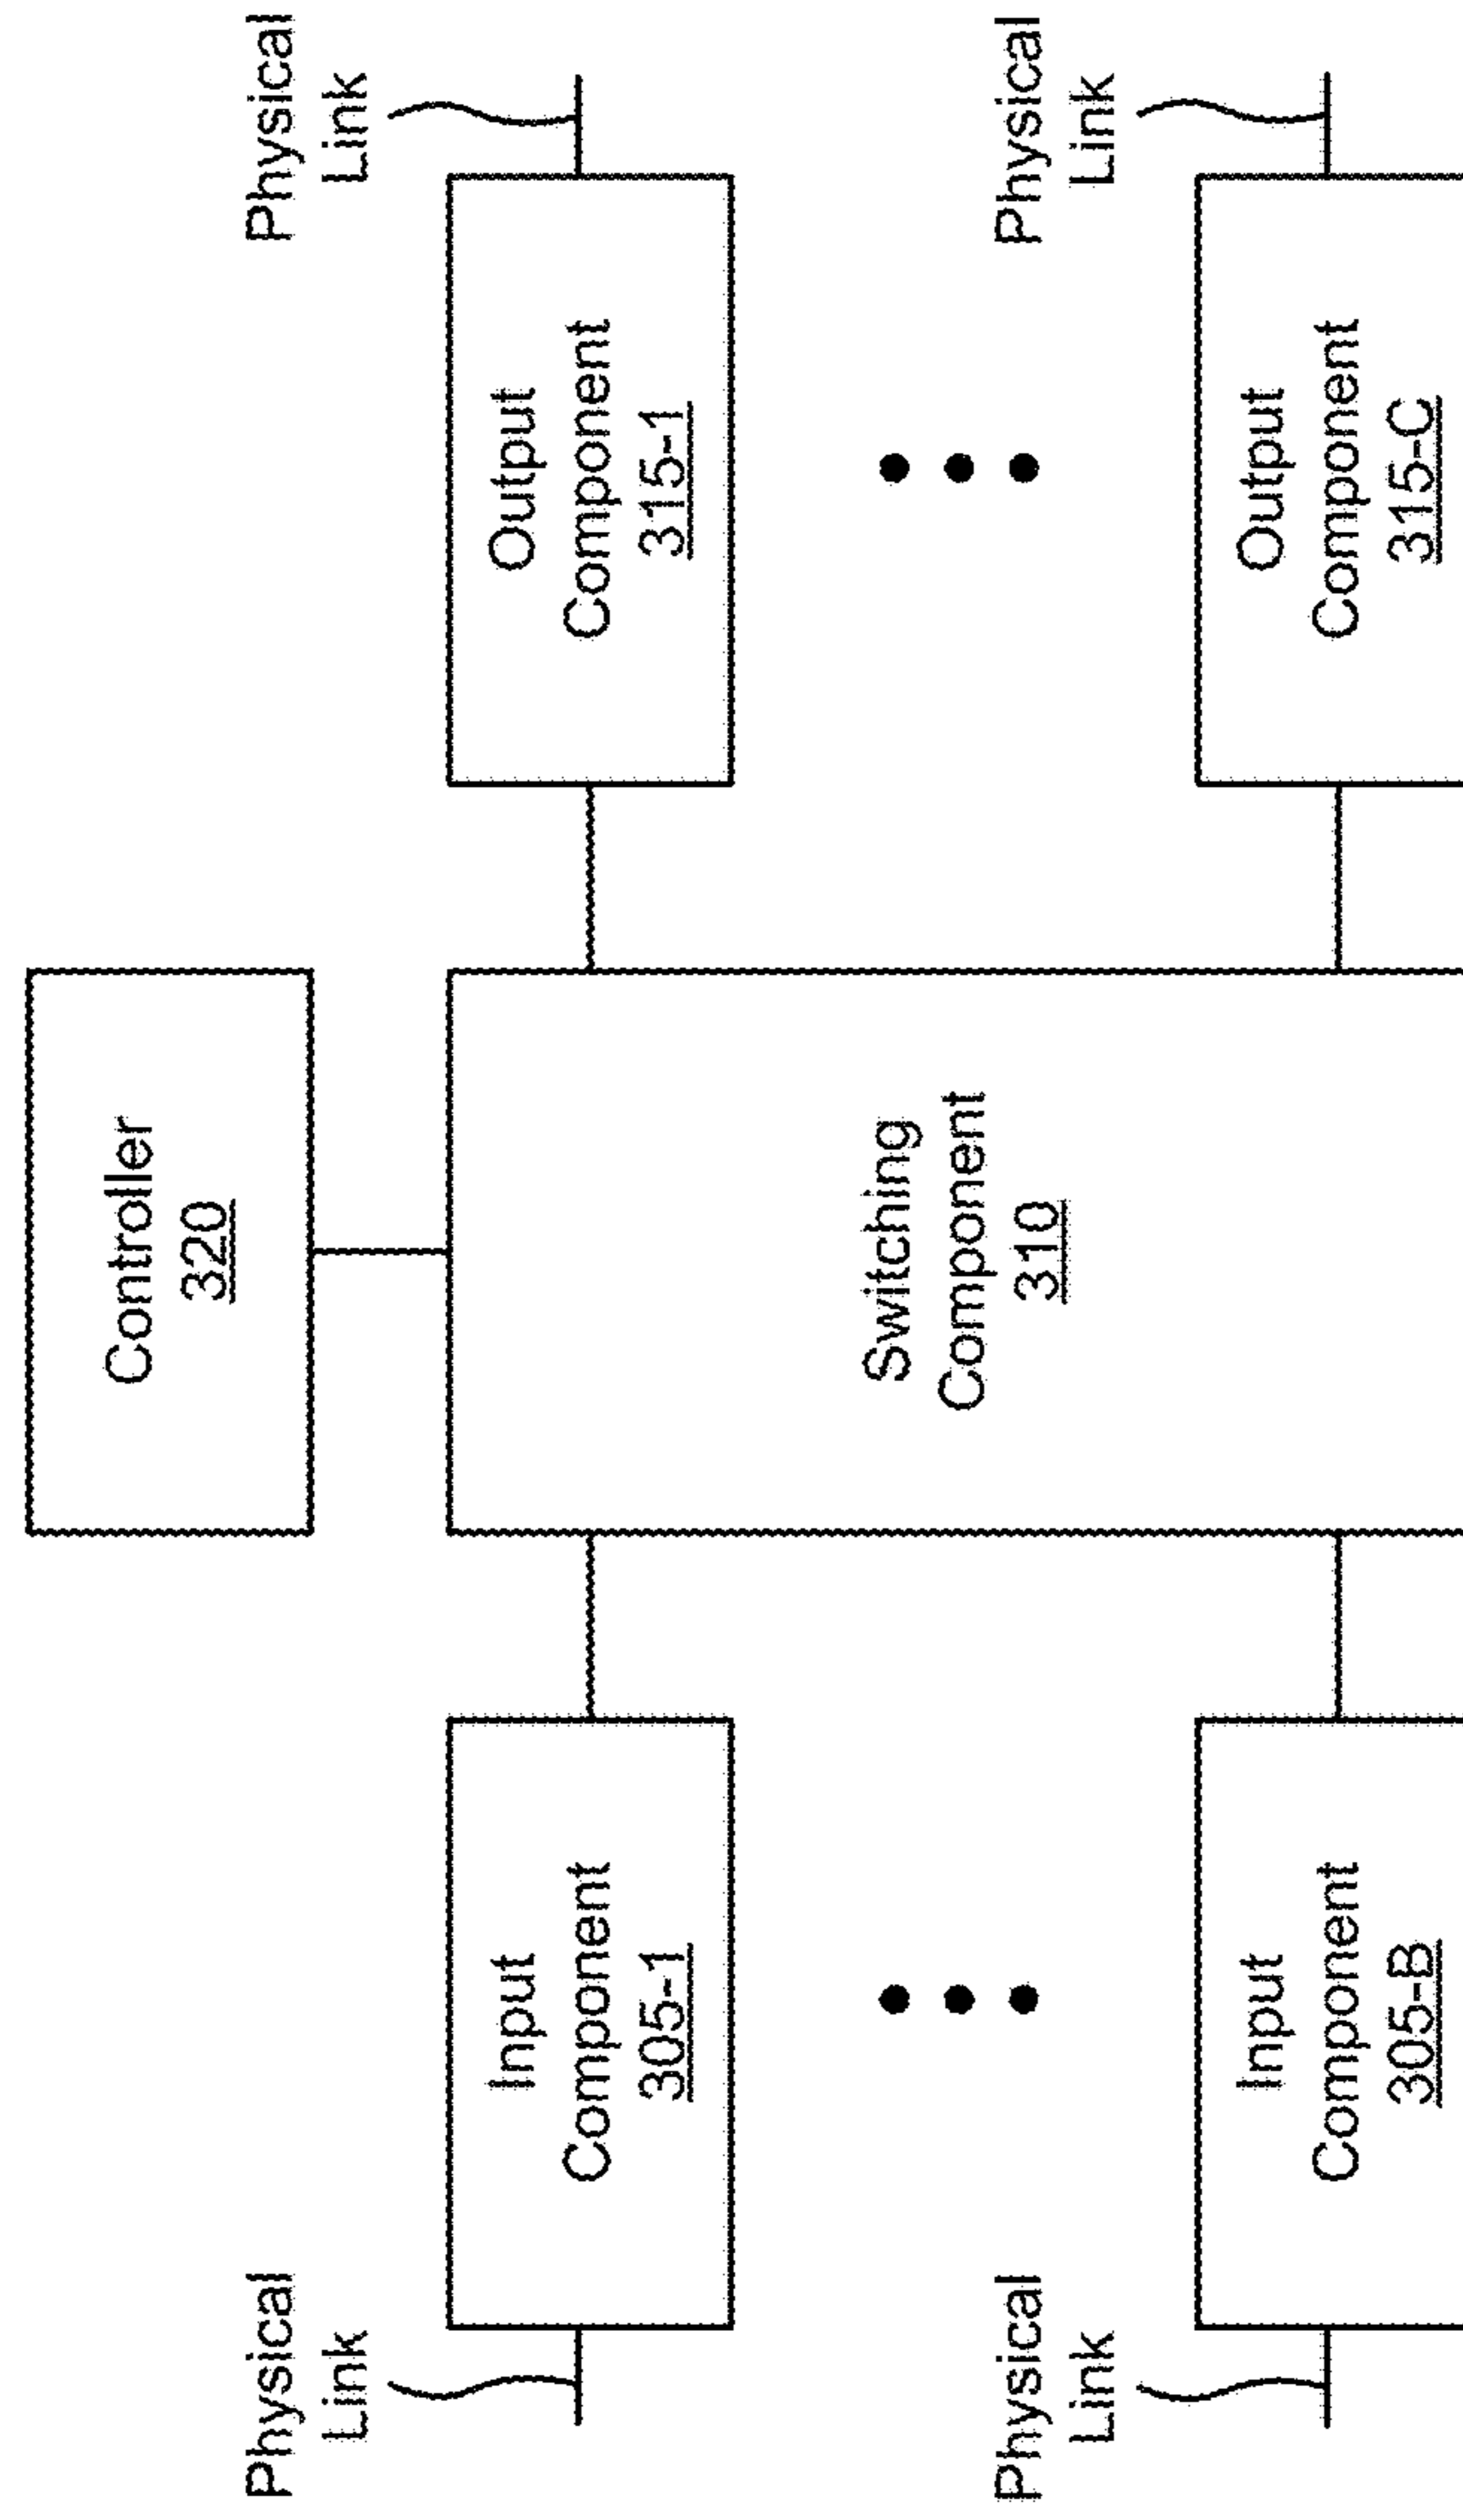 Controller
320
Physical
Link
Physical
Link
Input
Component
305-1
Output
Component
315-1
Switching
Component
310
Physical
Link
Physical
Link
Input
Component
305-B
Output
Component
315-C